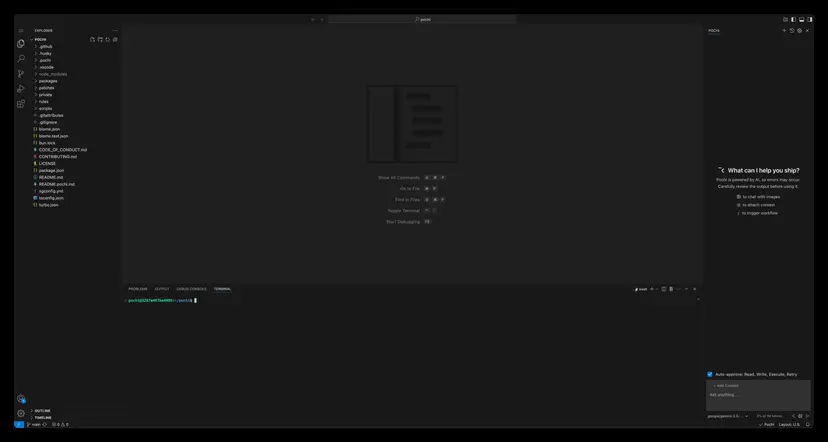 pochi
EXPLORER
POCHI
.github
.husky
.pochi
.vscode
node_modules
packages
patches
private
rules
scripts
.gitattributes
.gitignore
biome.json
biome.test.json
bun.lock
CODE_OF_CONDUCT.md
CONTRIBUTING.md
LICENSE
package.json
README.md
README.pochi.md
sgconfig.yml
tsconfig.json
turbo.json
OUTLINE
TIMELINE
Show All Commands
Go to File
Find in Files
Toggle Terminal
Start Debugging F5
PROBLEMS OUTPUT DEBUG CONSOLE TERMINAL
bash
POCHI
What can I help you ship?
Pochi is powered by AI, so errors may occur.
Carefully review the output before using it.
to chat with images
to attach context
/ to trigger workflow
Auto-approve: Read, Write, Execute, Retry
Add Context
Ask anything...
main
0 0
Pochi Layout: U.S.